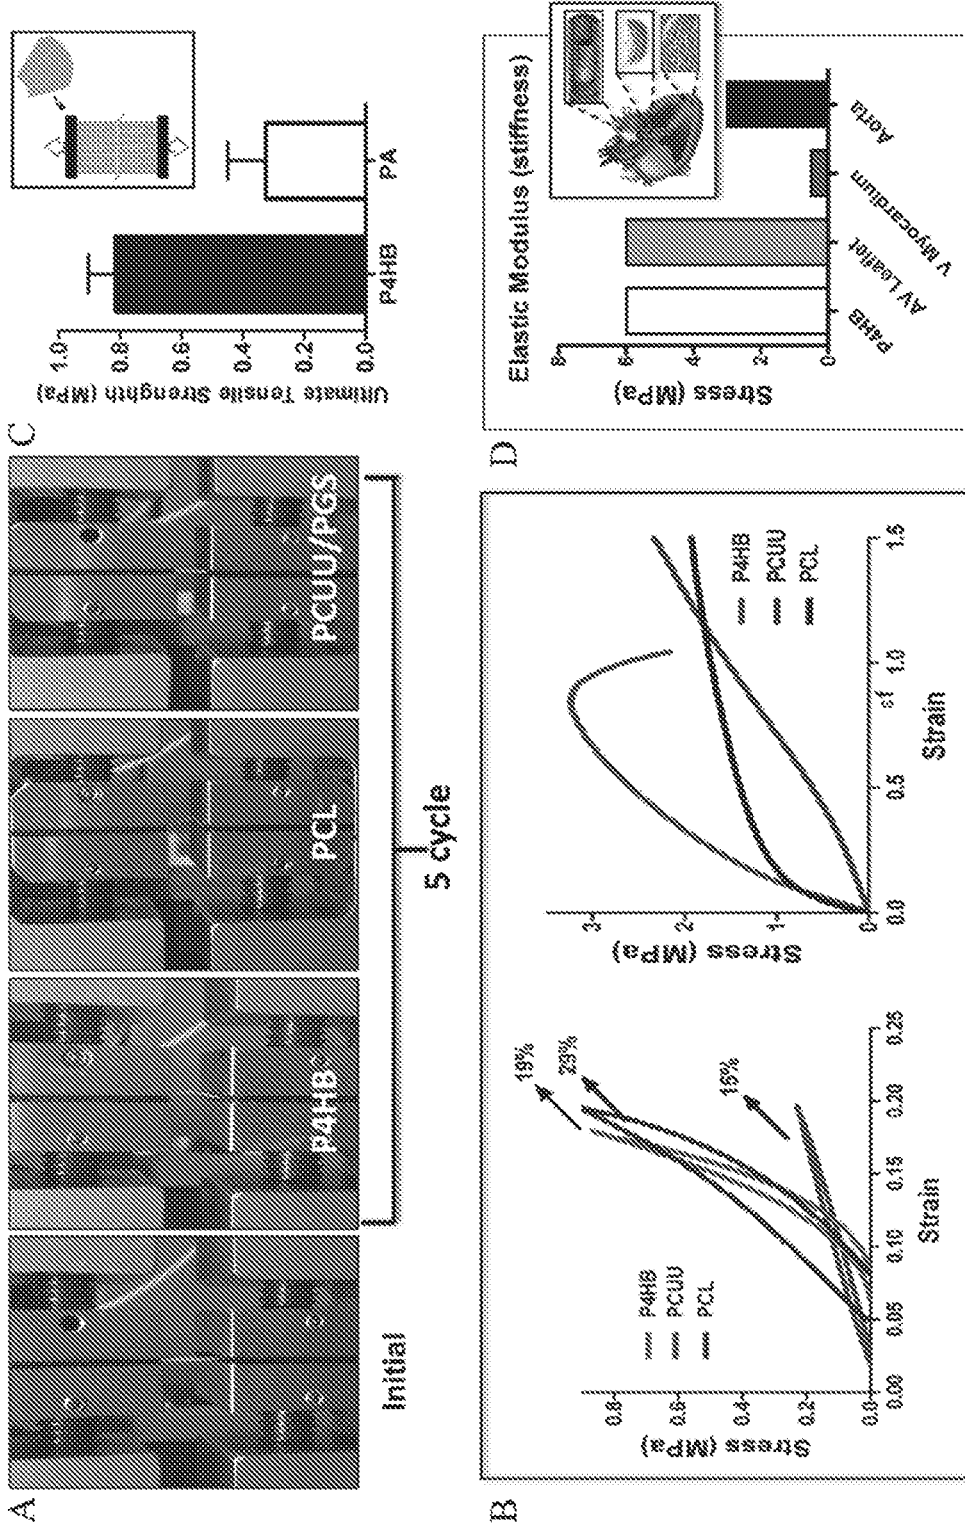 A
Initial
P4HB
PCL
PCUU/PGS
5 cycle
B
Stress (MPa)
0.8
0.6
0.4
0.2
0.0
0.00
0.05
0.10
0.15
0.20
0.25
Strain
P4HB
PCUU
PCL
19%
29%
16%
Stress (MPa)
3
2
1
0
0.0
0.5
1.0
1.5
εf
Strain
P4HB
PCUU
PCL
C
Ultimate Tensile Strenghth (MPa)
1.0
0.8
0.6
0.4
0.2
0.0
P4HB
PA
D
Elastic Modulus (stiffness)
Stress (MPa)
8
6
4
2
0
P4HB
AV Leaflet
V Myocardium
Aorta